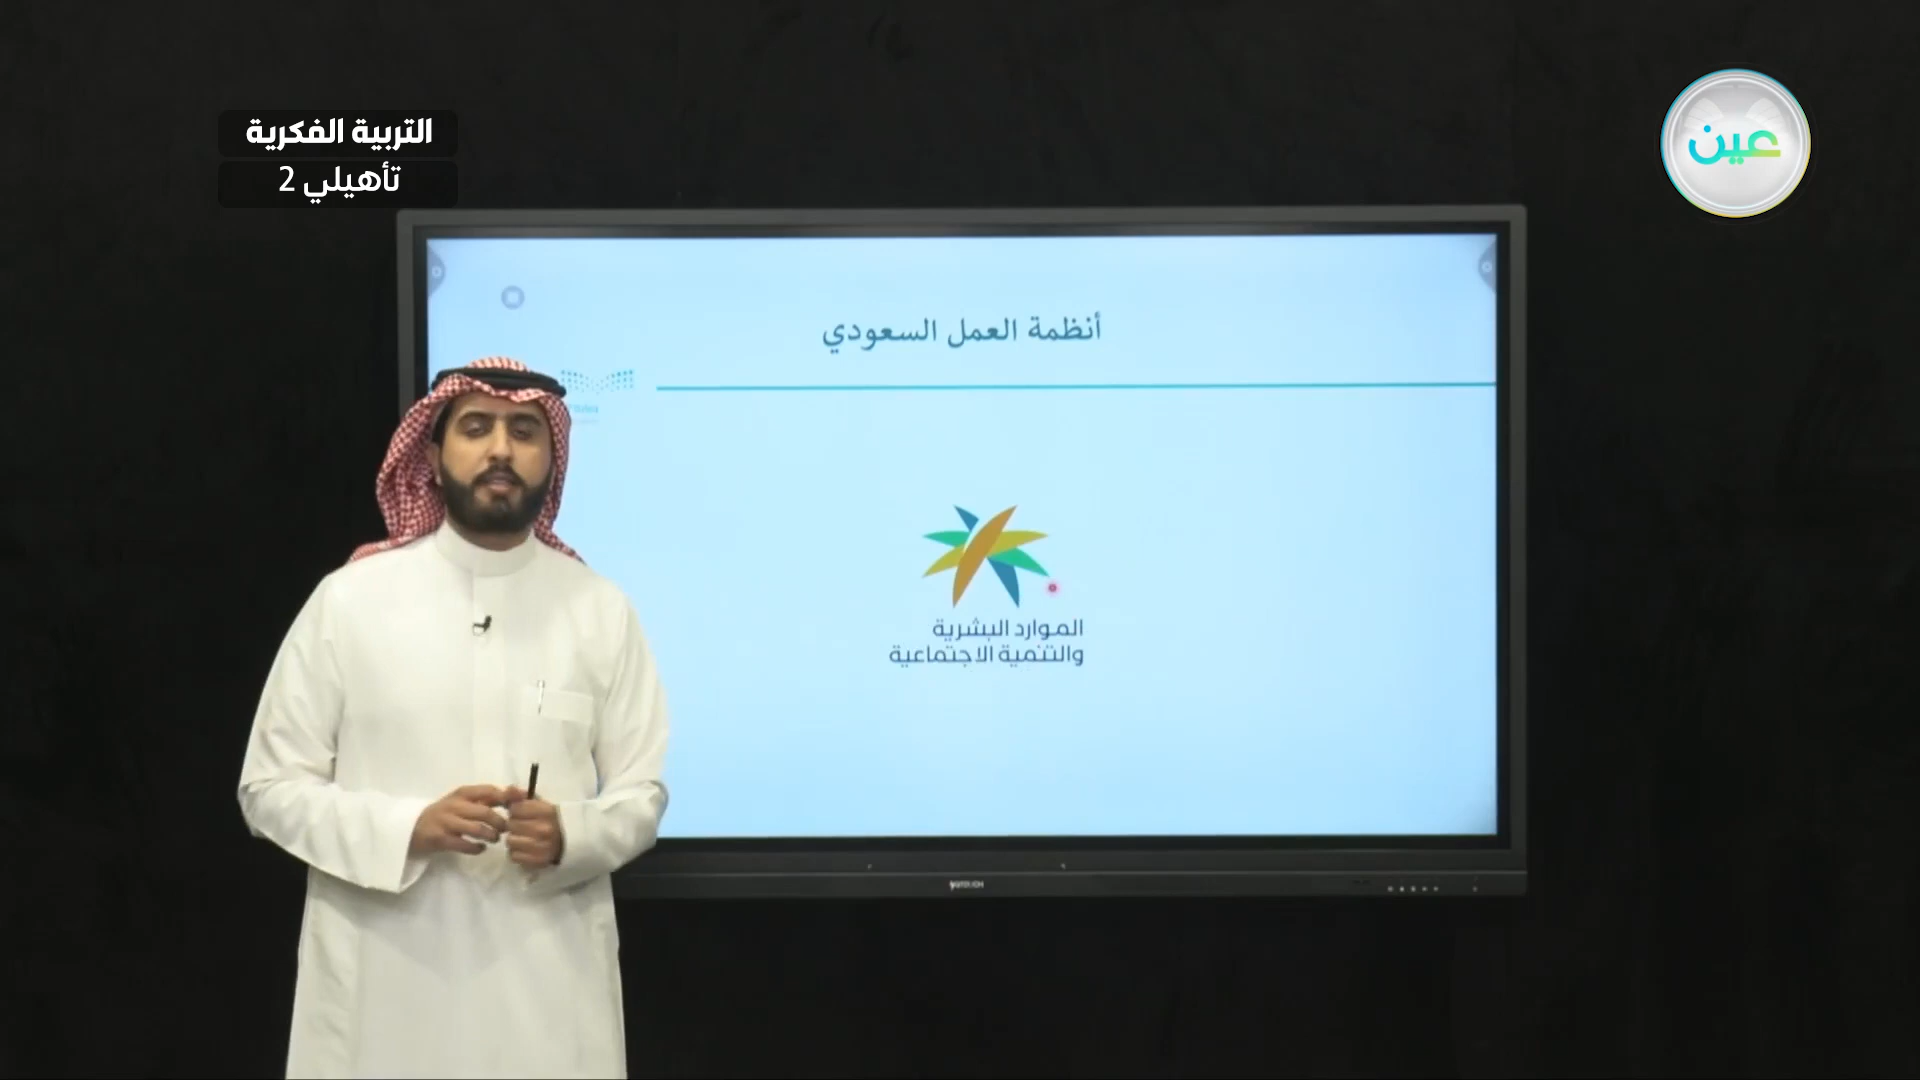 التربية الفكرية
تأهيلي 2
عين
أنظمة العمل السعودي
الموارد البشرية
والتنمية الاجتماعية